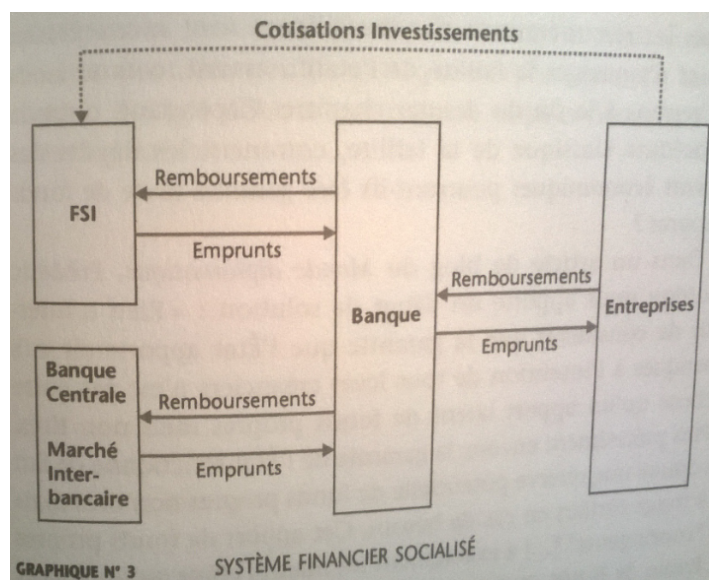 Cotisations Investissements
Remboursements
FSI
Emprunts
Remboursements
Banque
Entreprises
Emprunts
Banque
Centrale
Remboursements
Marché
Inter-
bancaire
Emprunts
GRAPHIQUE N° 3
SYSTÈME FINANCIER SOCIALISÉ